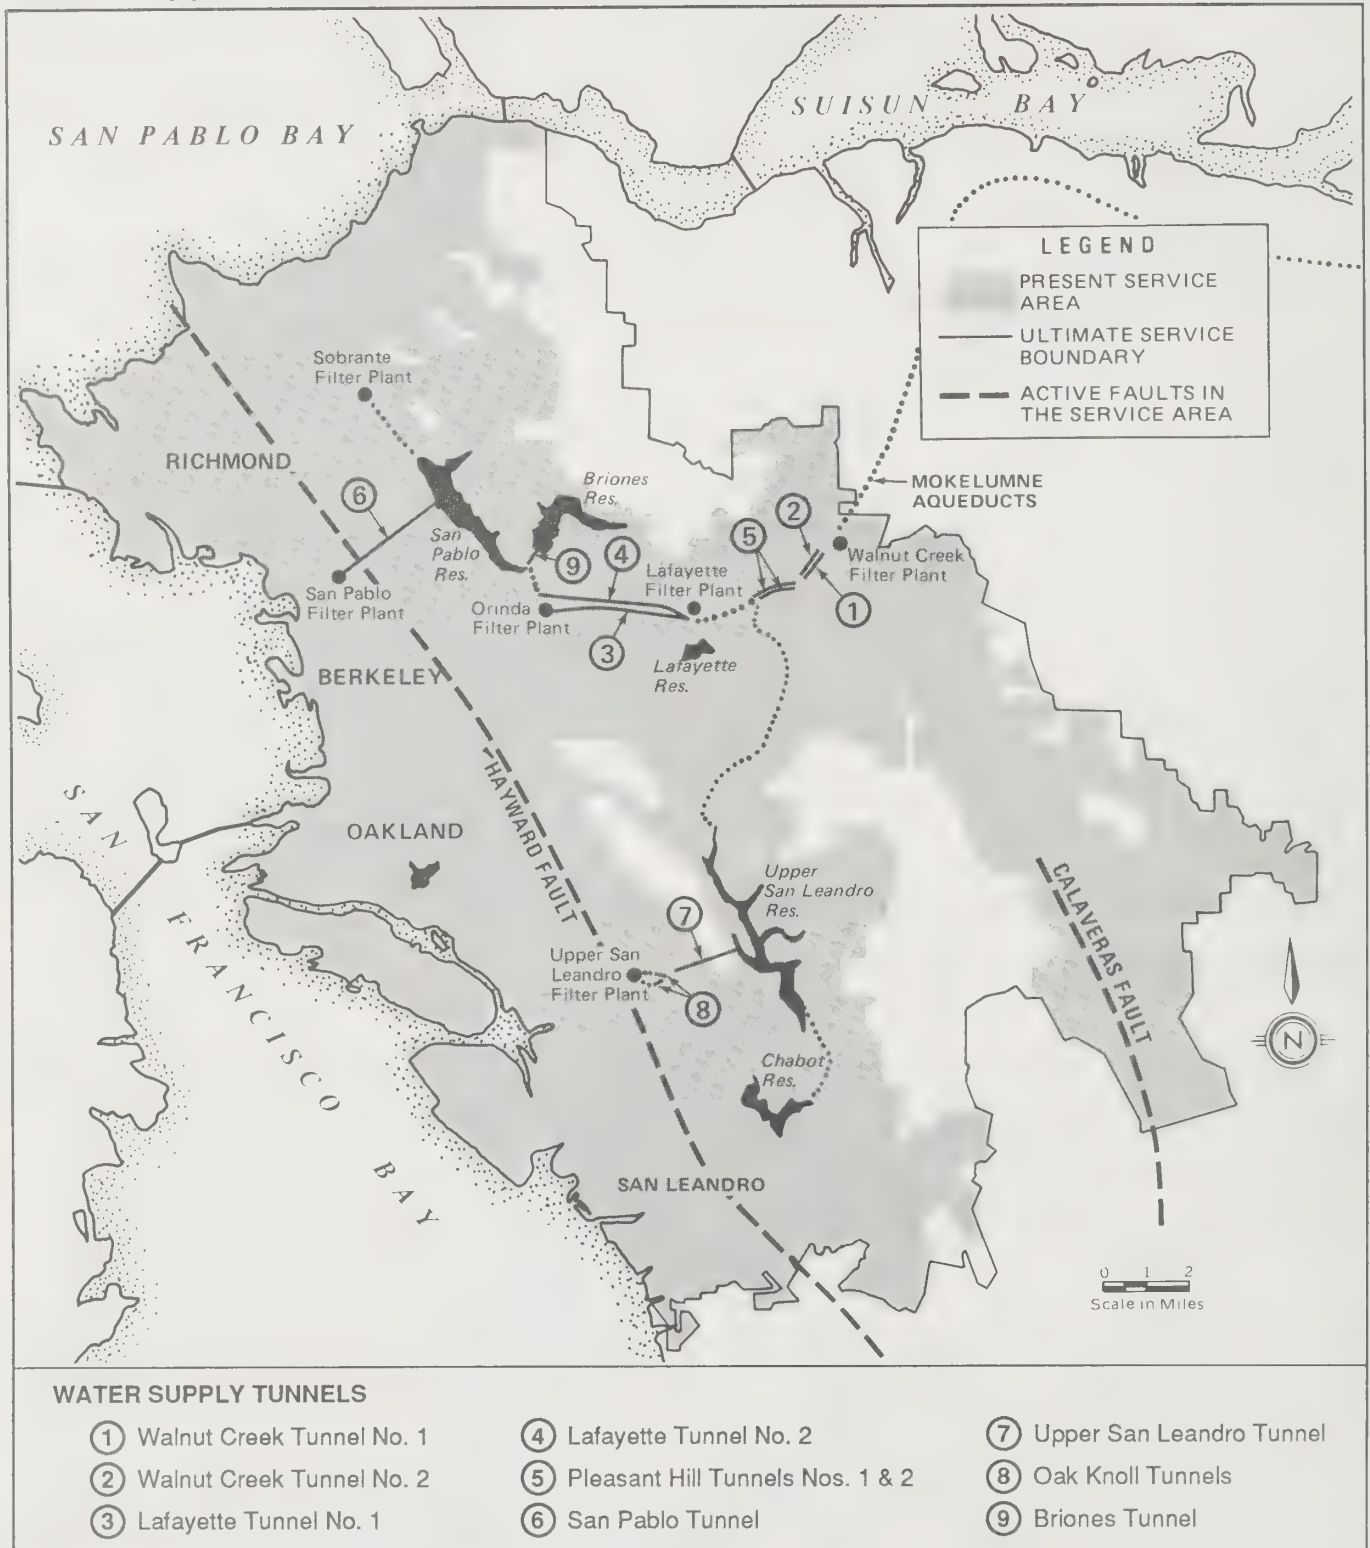 SAN PABLO BAY
SUISUN BAY
LEGEND
PRESENT SERVICE
AREA
ULTIMATE SERVICE
BOUNDARY
ACTIVE FAULTS IN
THE SERVICE AREA
Sobrante
Filter Plant
RICHMOND
6
Briones
Res.
MOKELUMNE
AQUEDUCTS
2
5
4
San
Pablo
Res.
9
Lafayette
Filter Plant
Walnut Creek
Filter Plant
San Pablo
Filter Plant
Orinda
Filter Plant
1
3
BERKELEY
Lafayette
Res.
HAYWARD FAULT
SAN
FRANCISCO
BAY
OAKLAND
Upper
San Leandro
Res.
CALAVERAS FAULT
7
Upper San
Leandro
Filter Plant
8
N
Chabot
Res.
SAN LEANDRO
0 1 2
Scale in Miles
WATER SUPPLY TUNNELS
1 Walnut Creek Tunnel No. 1
2 Walnut Creek Tunnel No. 2
3 Lafayette Tunnel No. 1
4 Lafayette Tunnel No. 2
5 Pleasant Hill Tunnels Nos. 1 & 2
6 San Pablo Tunnel
7 Upper San Leandro Tunnel
8 Oak Knoll Tunnels
9 Briones Tunnel